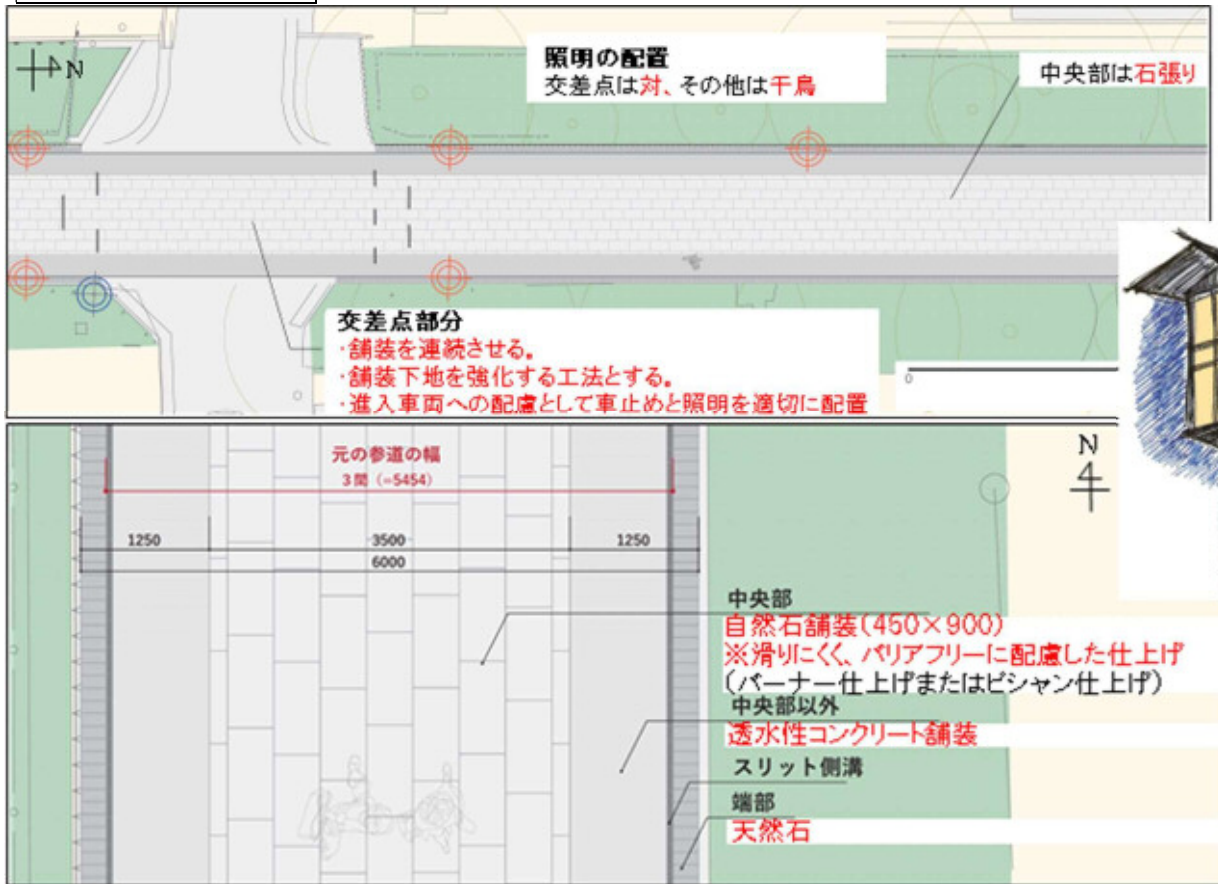 N
照明の配置
交差点は対、その他は千鳥
中央部は石張り
交差点部分
・舗装を連続させる。
・舗装下地を強化する工法とする。
・進入車両への配慮として車止めと照明を適切に配置
0
元の参道の幅
3間（=5454）
N
1250
3500
1250
6000
中央部
自然石舗装(450×900)
※滑りにくく、バリアフリーに配慮した仕上げ
(バーナー仕上げまたはビシャン仕上げ)
中央部以外
透水性コンクリート舗装
スリット側溝
端部
天然石